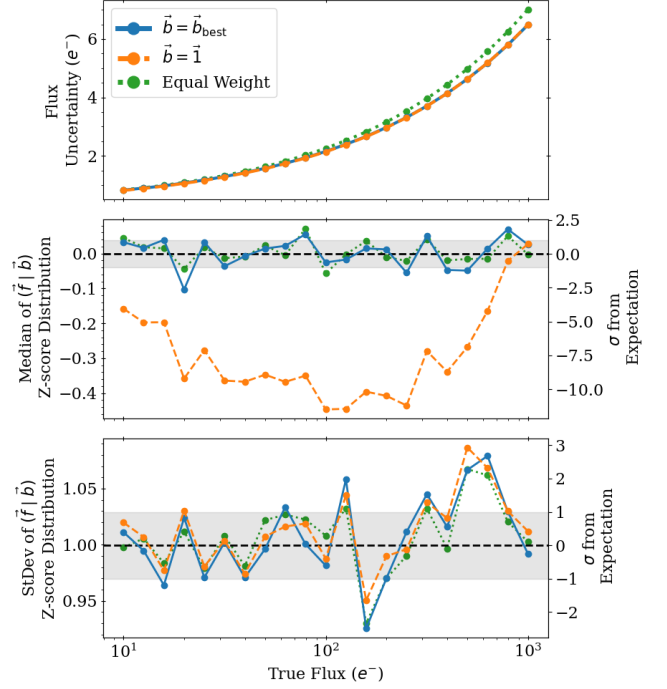 6
4
2
Flux
Uncertainty (e⁻)
b⃗ = b⃗_best
b⃗ = 1⃗
Equal Weight
0.0
−0.1
−0.2
−0.3
−0.4
Median of (f⃗ | b⃗)
Z-score Distribution
2.5
0.0
−2.5
−5.0
−7.5
−10.0
σ from
Expectation
1.05
1.00
0.95
StDev of (f⃗ | b⃗)
Z-score Distribution
3
2
1
0
−1
−2
σ from
Expectation
10¹
10²
10³
True Flux (e⁻)